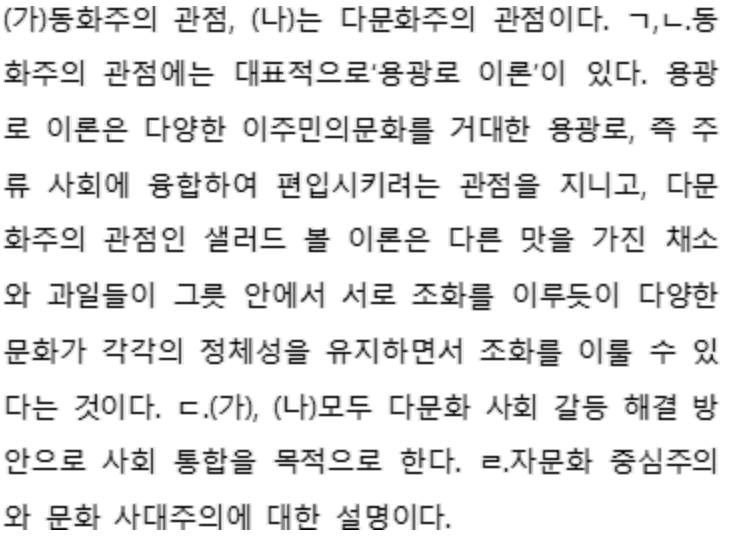 (가)동화주의 관점, (나)는 다문화주의 관점이다. ㄱ,ㄴ.동
화주의 관점에는 대표적으로‘용광로 이론’이 있다. 용광
로 이론은 다양한 이주민의문화를 거대한 용광로, 즉 주
류 사회에 융합하여 편입시키려는 관점을 지니고, 다문
화주의 관점인 샐러드 볼 이론은 다른 맛을 가진 채소
와 과일들이 그릇 안에서 서로 조화를 이루듯이 다양한
문화가 각각의 정체성을 유지하면서 조화를 이룰 수 있
다는 것이다. ㄷ.(가), (나)모두 다문화 사회 갈등 해결 방
안으로 사회 통합을 목적으로 한다. ㄹ.자문화 중심주의
와 문화 사대주의에 대한 설명이다.